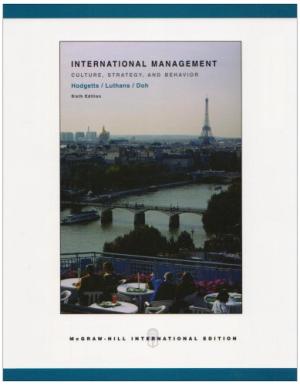 INTERNATIONAL MANAGEMENT
CULTURE, STRATEGY, AND BEHAVIOR
Hodgetts / Luthans / Doh
Sixth Edition
McGRAW-HILL INTERNATIONAL EDITION